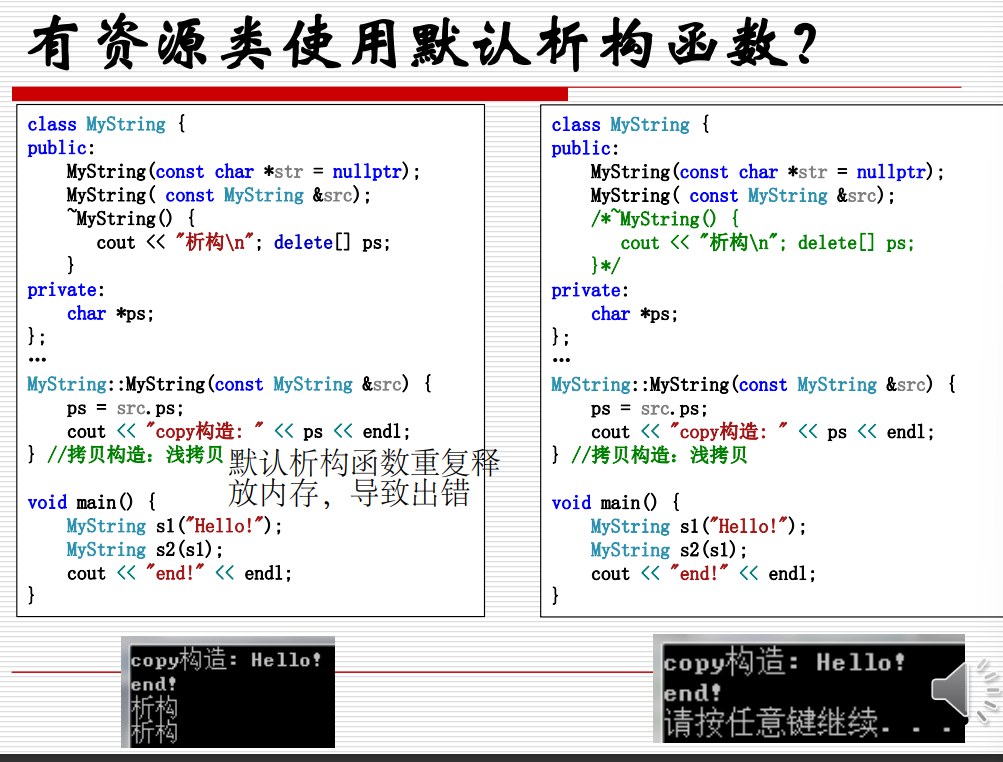 有资源类使用默认析构函数？
class MyString {
public:
MyString(const char *str = nullptr);
MyString( const MyString &src);
~MyString() {
cout << "析构\n"; delete[] ps;
}
private:
char *ps;
};
…
MyString::MyString(const MyString &src) {
ps = src.ps;
cout << "copy构造: " << ps << endl;
} //拷贝构造：浅拷贝
默认析构函数重复释
放内存，导致出错
void main() {
MyString s1("Hello!");
MyString s2(s1);
cout << "end!" << endl;
}
copy构造: Hello!
end!
析构
析构
class MyString {
public:
MyString(const char *str = nullptr);
MyString( const MyString &src);
/*~MyString() {
cout << "析构\n"; delete[] ps;
}*/
private:
char *ps;
};
…
MyString::MyString(const MyString &src) {
ps = src.ps;
cout << "copy构造: " << ps << endl;
} //拷贝构造：浅拷贝
void main() {
MyString s1("Hello!");
MyString s2(s1);
cout << "end!" << endl;
}
copy构造: Hello!
end!
请按任意键继续. . .